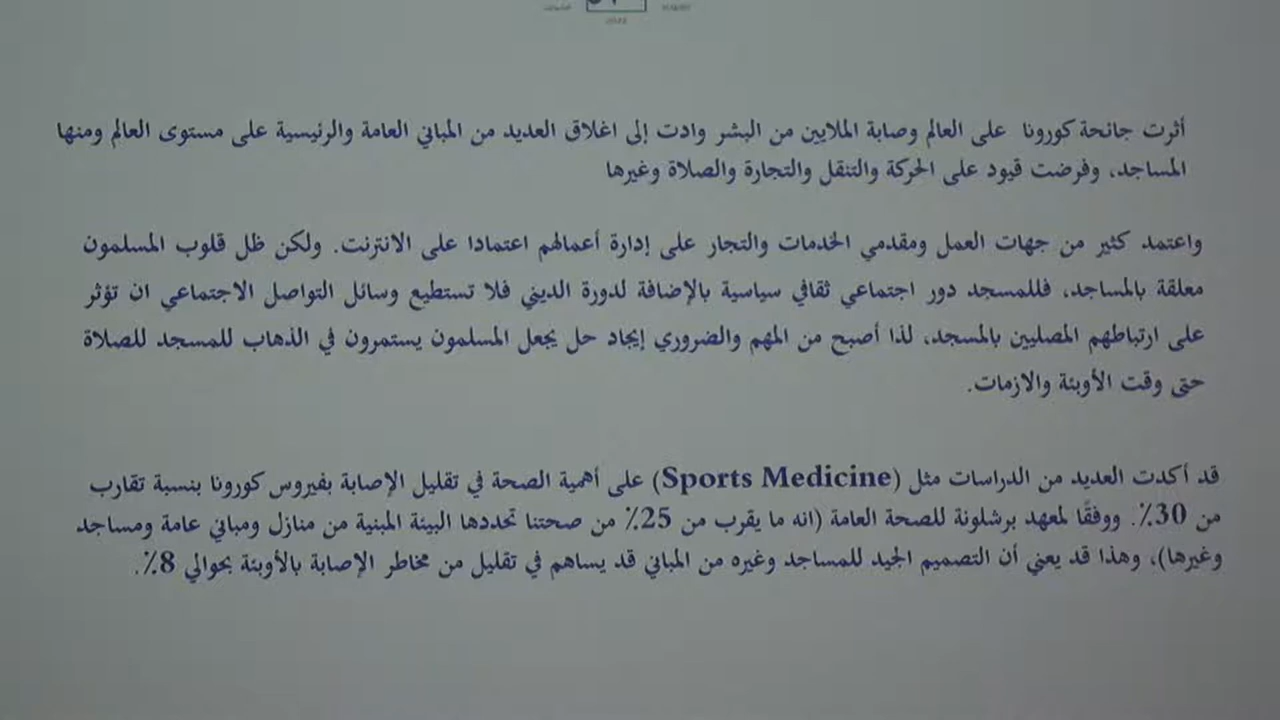 2022
أثرت جانحة كورونا على العالم وصابة الملايين من البشر وادت إلى اغلاق العديد من المباني العامة والرئيسية على مستوى العالم ومنها
المساجد، وفرضت قيود على الحركة والتنقل والتجارة والصلاة وغيرها
واعتمد كثير من جهات العمل ومقدمي الخدمات والتجار على إدارة أعمالهم اعتمادا على الانترنت. ولكن ظل قلوب المسلمون
معلقة بالمساجد، فللمسجد دور اجتماعي ثقافي سياسية بالإضافة لدورة الديني فلا تستطيع وسائل التواصل الاجتماعي ان تؤثر
على ارتباطهم المصليين بالمسجد، لذا أصبح من المهم والضروري إيجاد حل يجعل المسلمون يستمرون في الذهاب للمسجد للصلاة
حتى وقت الأوبئة والازمات.
قد أكدت العديد من الدراسات مثل (Sports Medicine) على أهمية الصحة في تقليل الإصابة بفيروس كورونا بنسبة تقارب
من 30٪. ووفقًا لمعهد برشلونة للصحة العامة (انه ما يقرب من 25٪ من صحتنا تحددها البيئة المبنية من منازل ومباني عامة ومساجد
وغيرها)، وهذا قد يعني أن التصميم الجيد للمساجد وغيره من المباني قد يساهم في تقليل من مخاطر الإصابة بالأوبئة بحوالي 8٪.